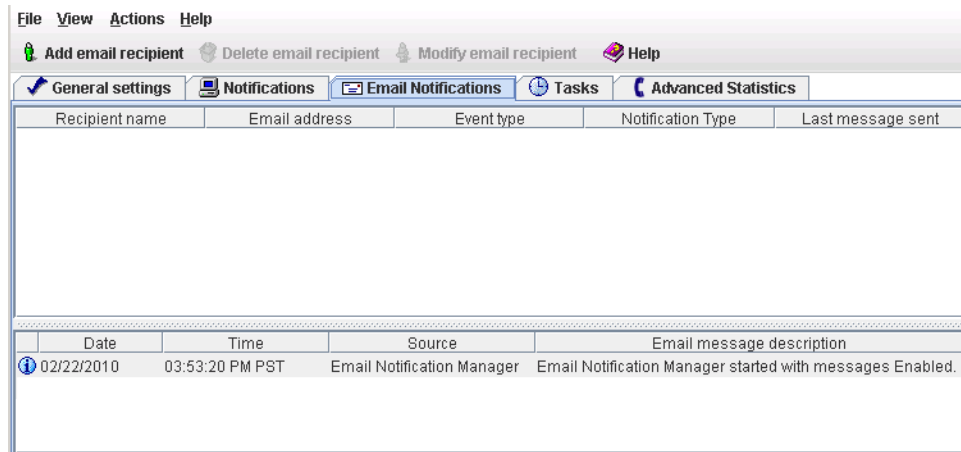 File View Actions Help
Add email recipient Delete email recipient Modify email recipient Help
General settings Notifications Email Notifications Tasks Advanced Statistics
Recipient name Email address Event type Notification Type Last message sent
Date Time Source Email message description
02/22/2010 03:53:20 PM PST Email Notification Manager Email Notification Manager started with messages Enabled.